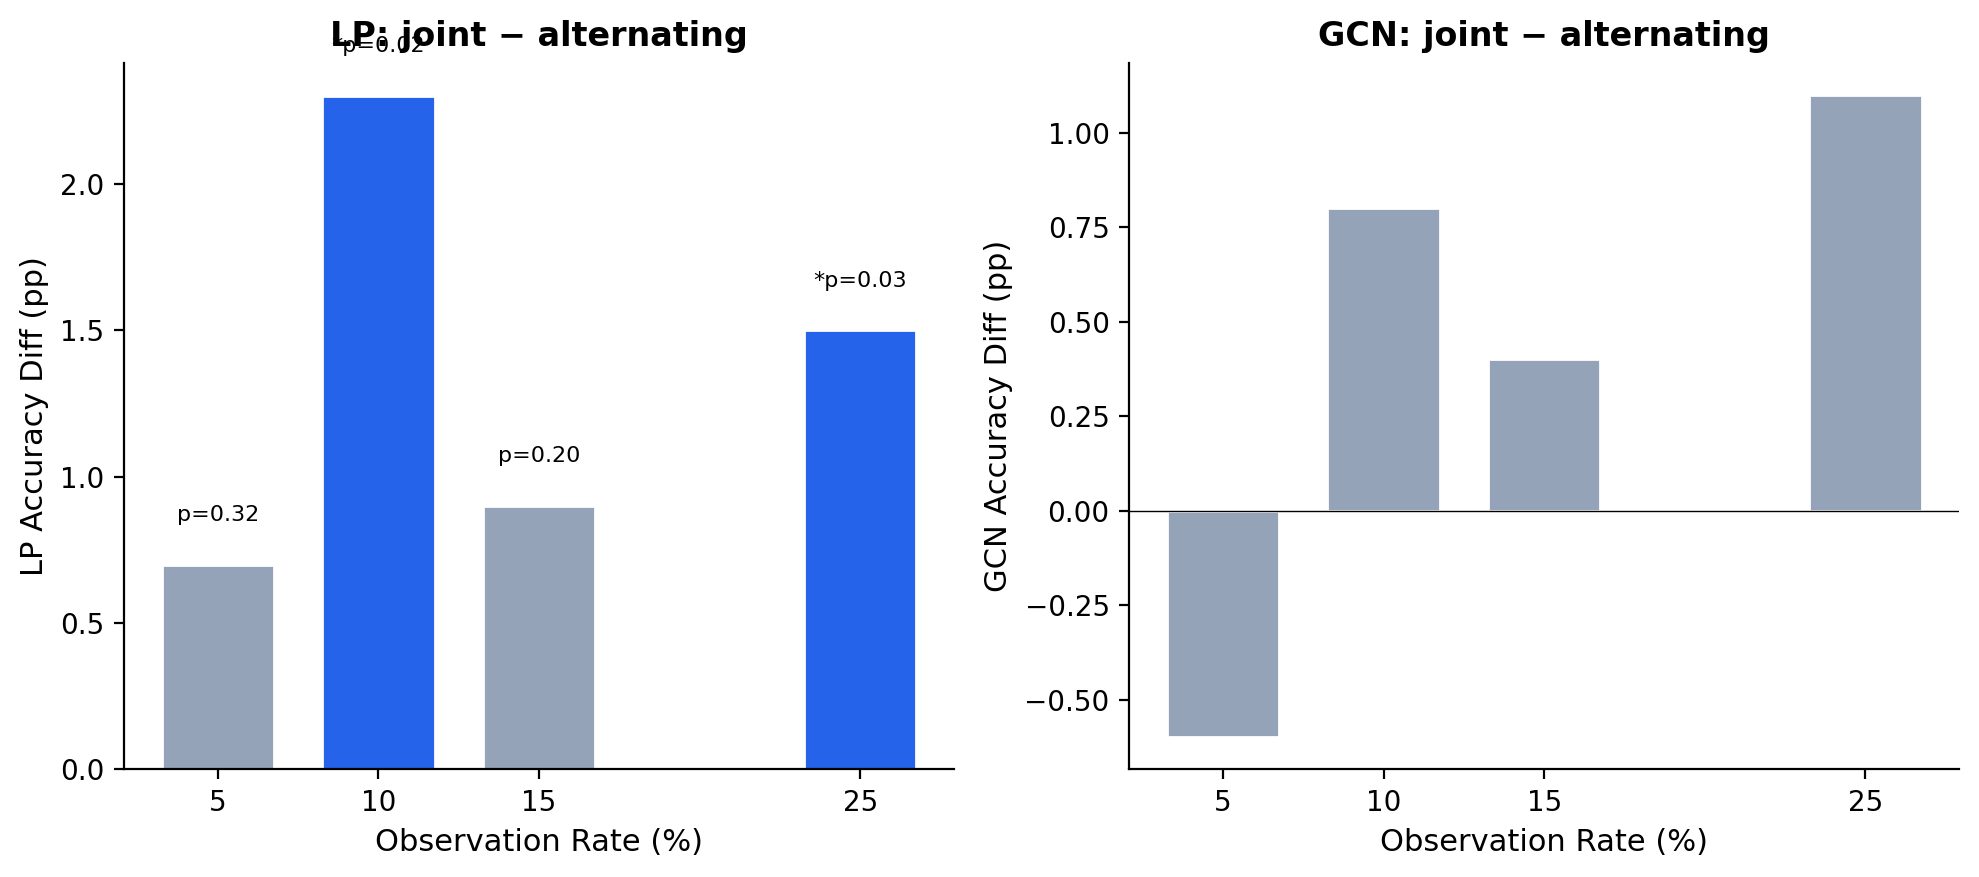 LP: joint − alternating
*p=0.02
2.0
1.5
1.0
0.5
0.0
LP Accuracy Diff (pp)
p=0.32
p=0.20
*p=0.03
5 10 15 25
Observation Rate (%)
GCN: joint − alternating
1.00
0.75
0.50
0.25
0.00
−0.25
−0.50
GCN Accuracy Diff (pp)
5 10 15 25
Observation Rate (%)